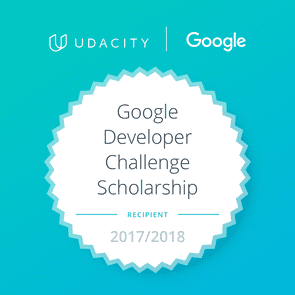 UDACITY | Google
Google
Developer
Challenge
Scholarship
RECIPIENT
2017/2018